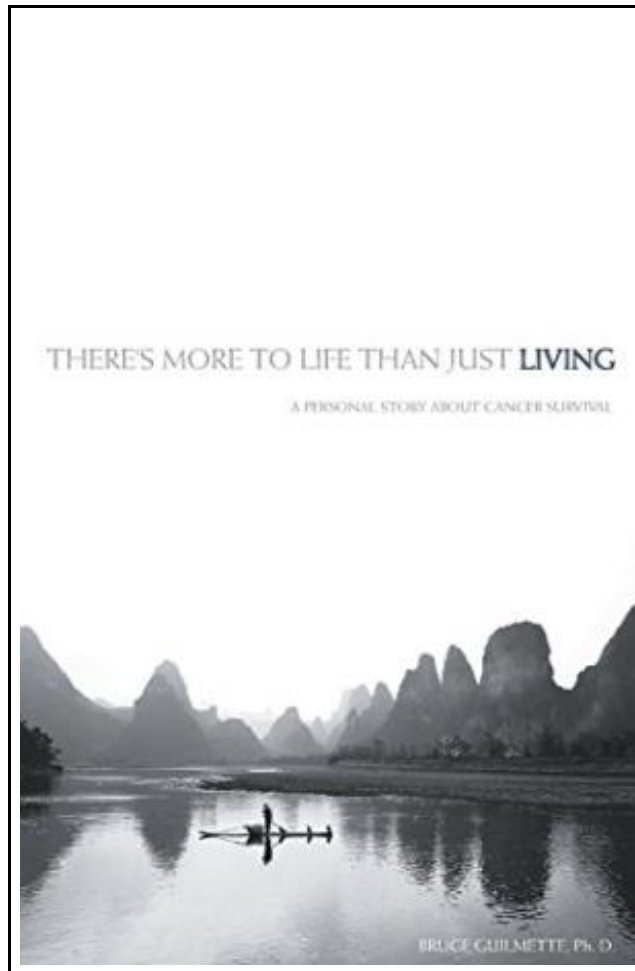 THERE'S MORE TO LIFE THAN JUST LIVING
A PERSONAL STORY ABOUT CANCER SURVIVAL
BRUCE GUILMETTE, Ph. D.